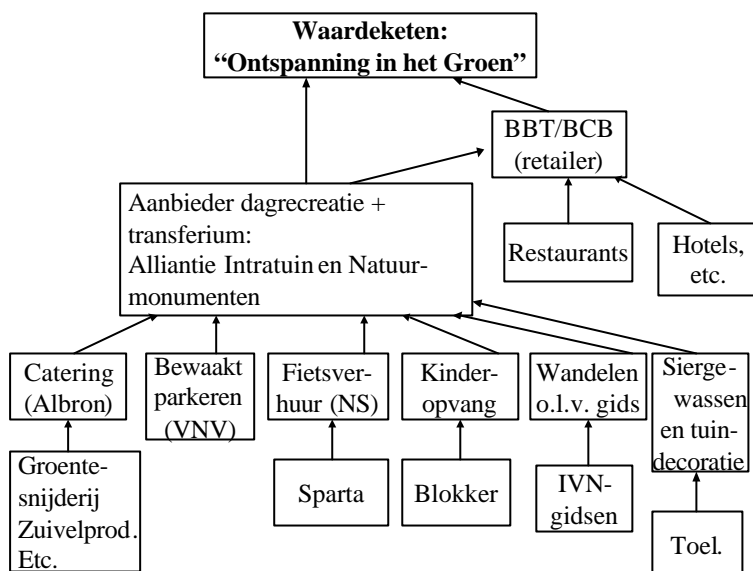 Waardeketen:
“Ontspanning in het Groen”
BBT/BCB
(retailer)
Aanbieder dagrecreatie +
transferium:
Alliantie Intratuin en Natuur-
monumenten
Restaurants
Hotels,
etc.
Catering
(Albron)
Bewaakt
parkeren
(VNV)
Fietsver-
huur (NS)
Kinder-
opvang
Wandelen
o.l.v. gids
Sierge-
wassen
en tuin-
decoratie
Groente-
snijderij
Zuivelprod.
Etc.
Sparta
Blokker
IVN-
gidsen
Toel.